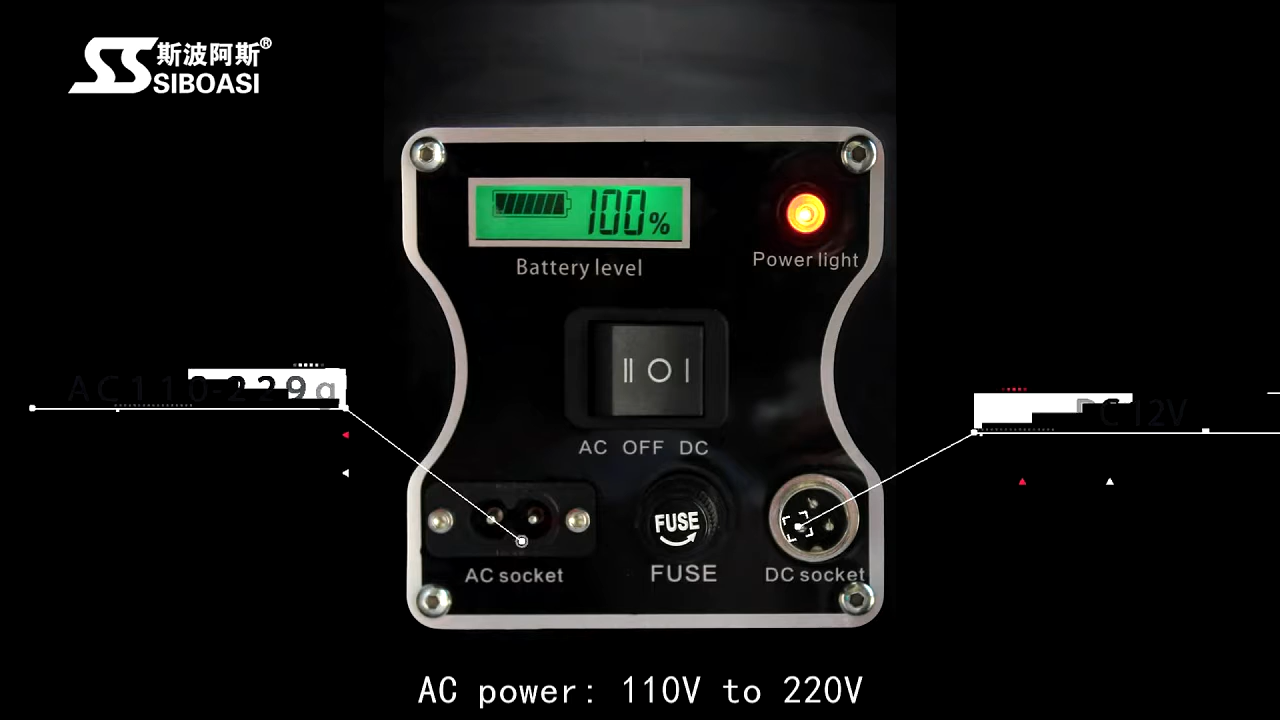 斯波阿斯®
SIBOASI
100%
Battery level
Power light
II O I
AC OFF DC
DC 12V
FUSE
AC socket
FUSE
DC socket
AC power: 110V to 220V